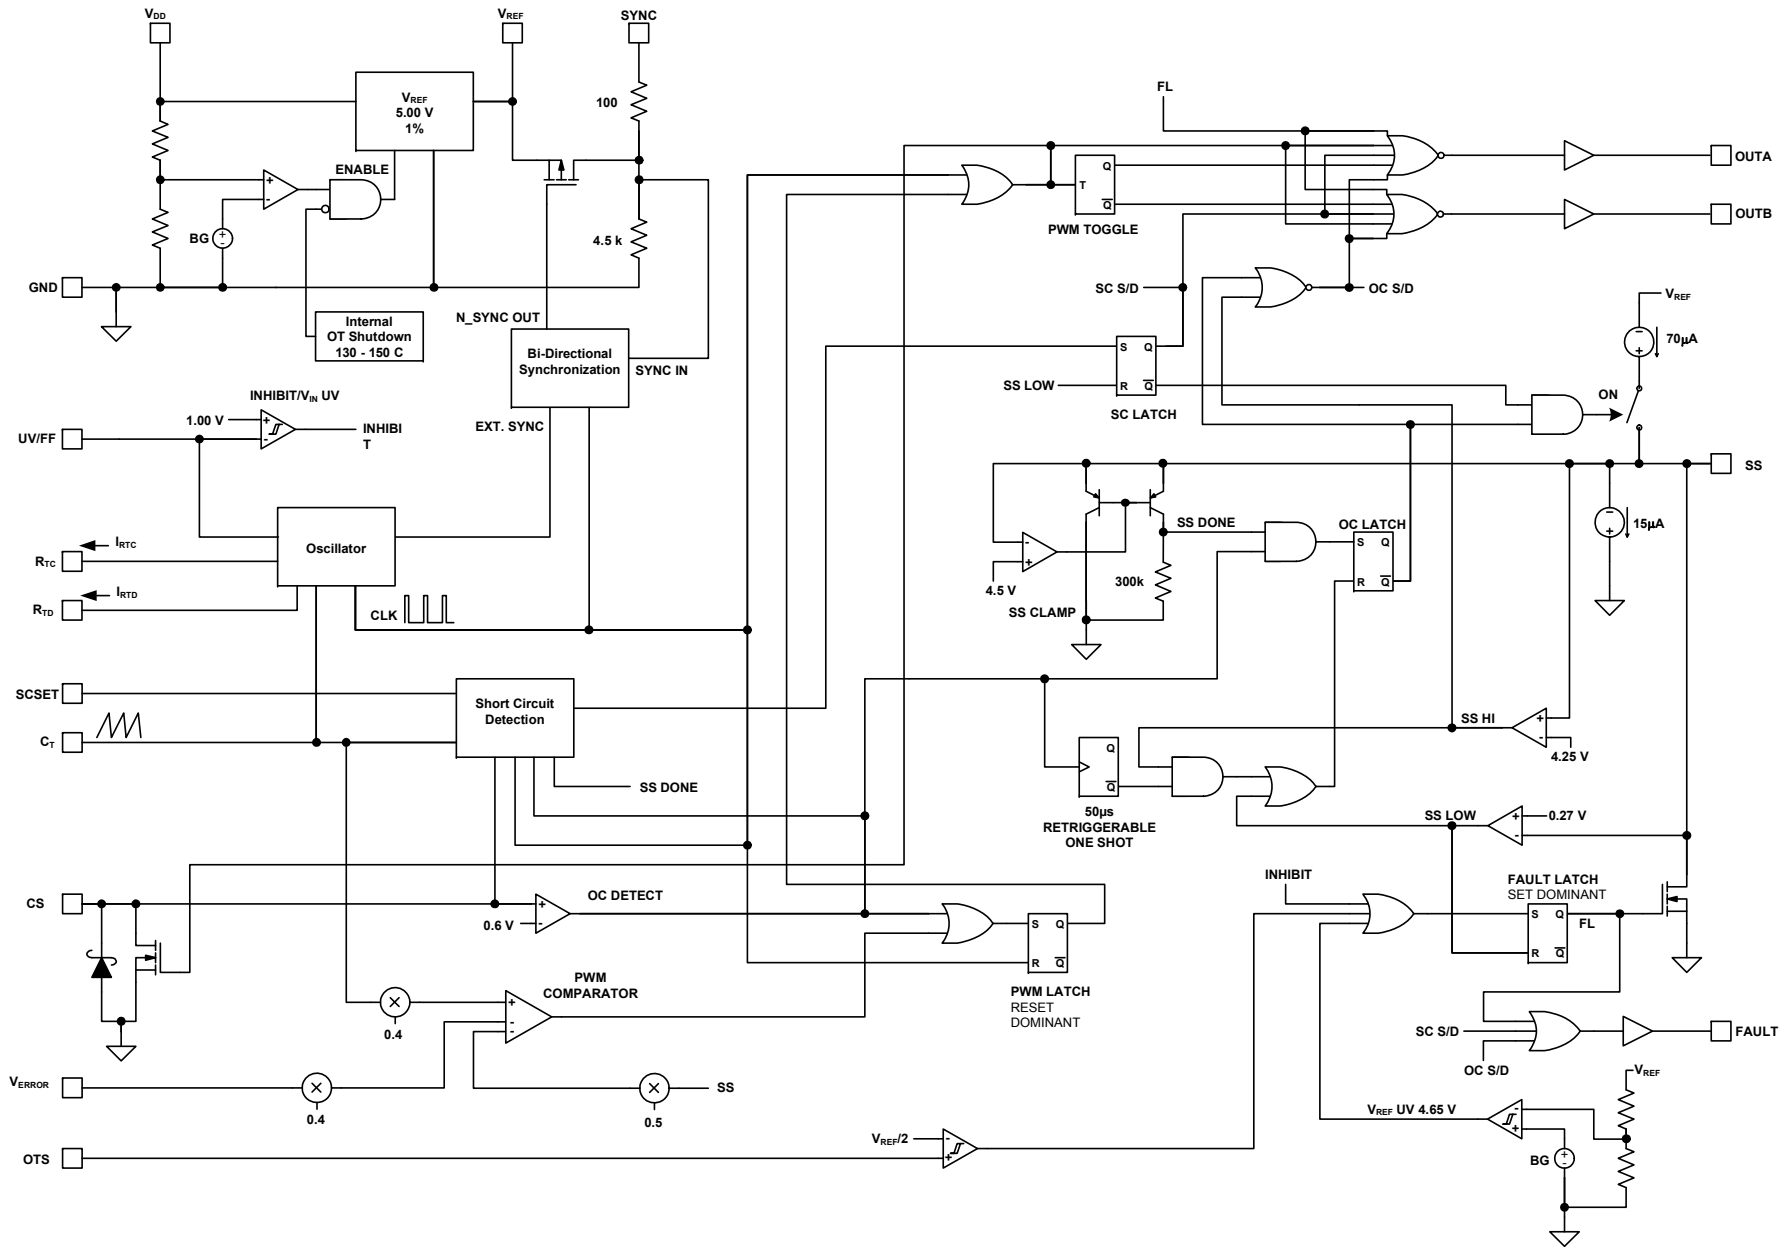 VDD
VREF
SYNC
VREF
5.00 V
1%
100
FL
ENABLE
+
-
BG
+
-
4.5 k
T
Q
Q
PWM TOGGLE
OUTA
OUTB
GND
Internal
OT Shutdown
130 - 150 C
N_SYNC OUT
Bi-Directional
Synchronization
SYNC IN
EXT. SYNC
SC S/D
OC S/D
VREF
-
+
70µA
S
Q
R
Q
SS LOW
SC LATCH
ON
INHIBIT/VIN UV
1.00 V
+
-
INHIBI
T
UV/FF
SS
Oscillator
IRTC
RTC
IRTD
RTD
CLK
SS DONE
-
+
4.5 V
300k
SS CLAMP
OC LATCH
S
Q
R
Q
-
+
15µA
SCSET
CT
Short Circuit
Detection
SS DONE
SS HI
+
-
4.25 V
Q
Q
50µs
RETRIGGERABLE
ONE SHOT
SS LOW
+
-
0.27 V
CS
+
-
0.6 V
OC DETECT
S
Q
R
Q
PWM LATCH
RESET
DOMINANT
INHIBIT
FAULT LATCH
SET DOMINANT
S
Q
R
Q
FL
PWM
COMPARATOR
+
-
-
0.4
VERROR
0.4
0.5
SS
SC S/D
OC S/D
FAULT
VREF
VREF UV 4.65 V
-
+
BG
+
-
OTS
VREF/2
-
+